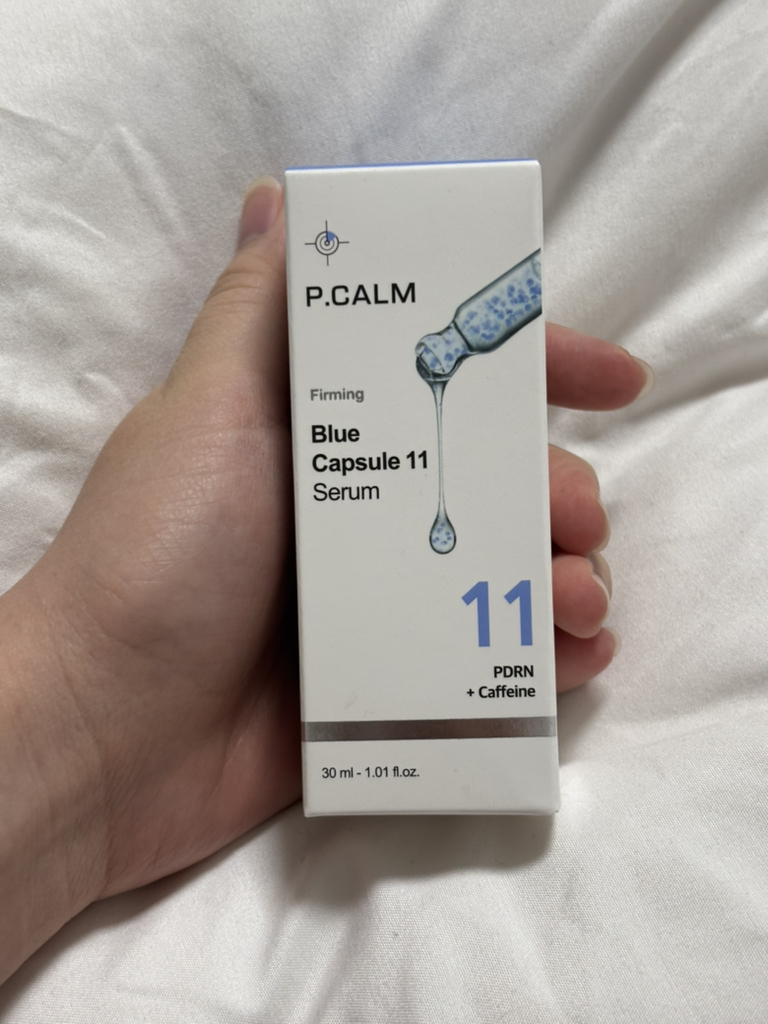 P.CALM
Firming
Blue
Capsule 11
Serum
11
PDRN
+ Caffeine
30 ml - 1.01 fl.oz.